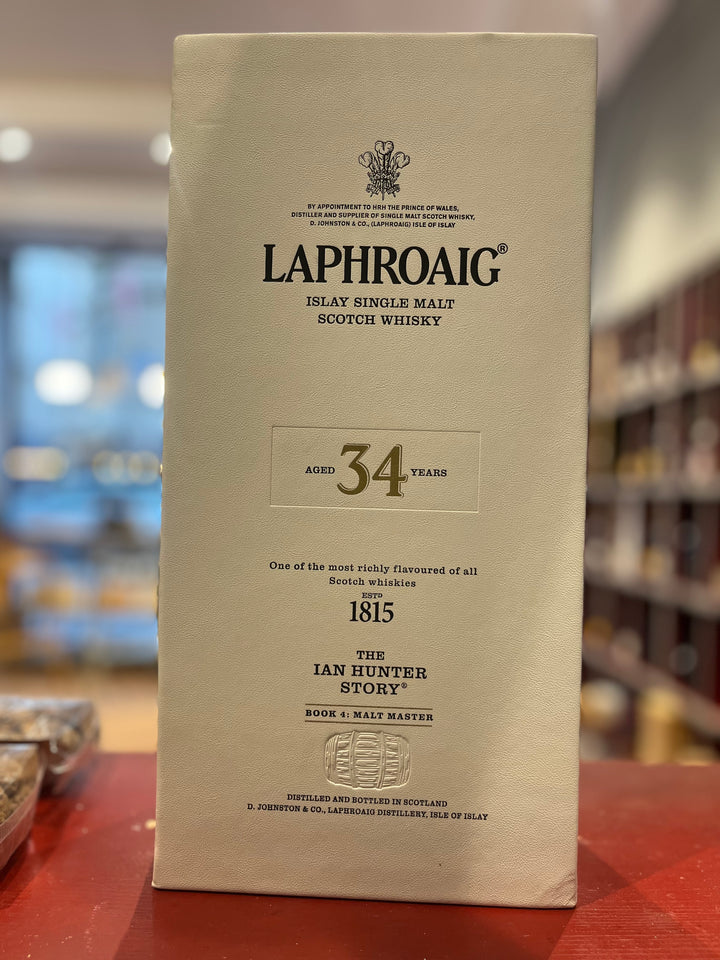 BY APPOINTMENT TO HRH THE PRINCE OF WALES,
DISTILLER AND SUPPLIER OF SINGLE MALT SCOTCH WHISKY,
D. JOHNSTON & CO., (LAPHROAIG) ISLE OF ISLAY
LAPHROAIG®
ISLAY SINGLE MALT
SCOTCH WHISKY
AGED 34 YEARS
One of the most richly flavoured of all
Scotch whiskies
ESTD
1815
THE
IAN HUNTER
STORY®
BOOK 4: MALT MASTER
DISTILLED AND BOTTLED IN SCOTLAND
D. JOHNSTON & CO., LAPHROAIG DISTILLERY, ISLE OF ISLAY